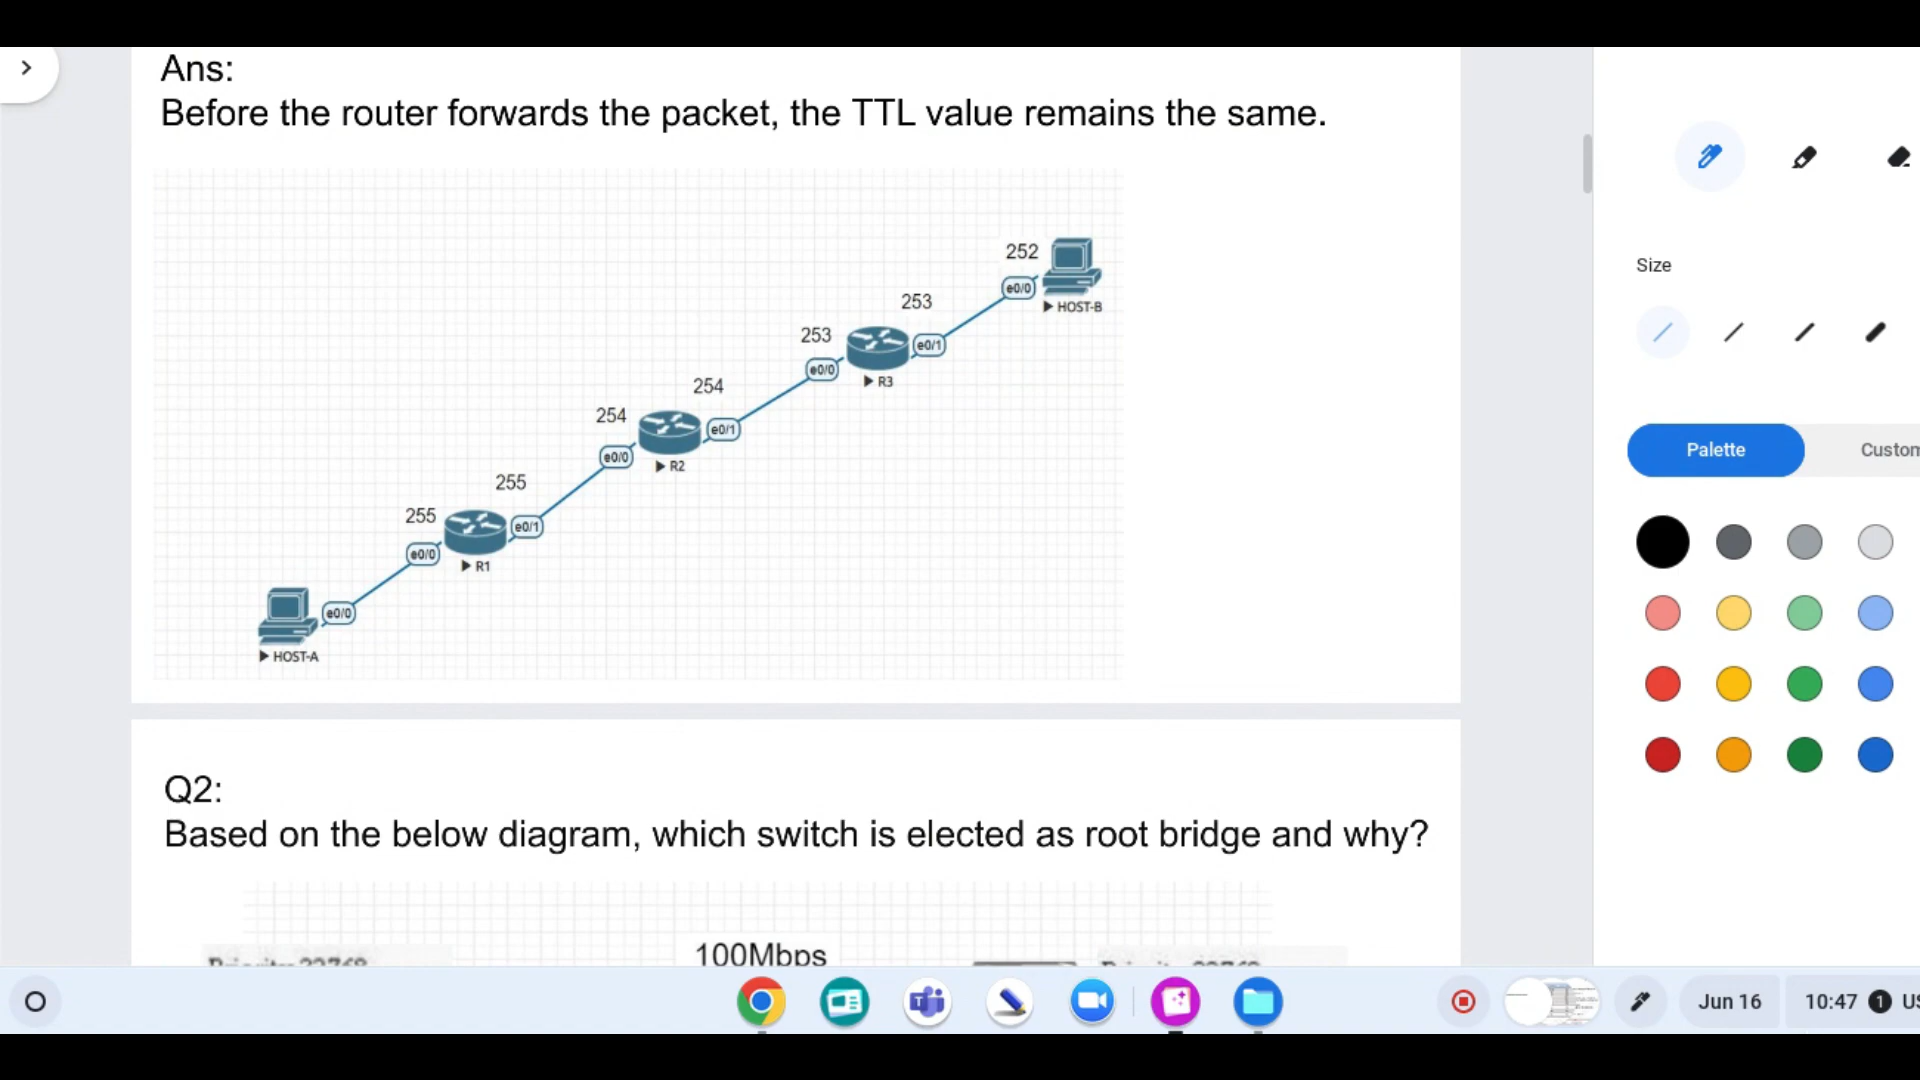 Ans:
Before the router forwards the packet, the TTL value remains the same.
252
e0/0
HOST-B
253
253
e0/1
e0/0
R3
254
254
e0/1
e0/0
R2
255
255
e0/1
e0/0
R1
e0/0
HOST-A
Q2:
Based on the below diagram, which switch is elected as root bridge and why?
100Mbps
Size
Palette
Custom
Jun 16
10:47
1
US